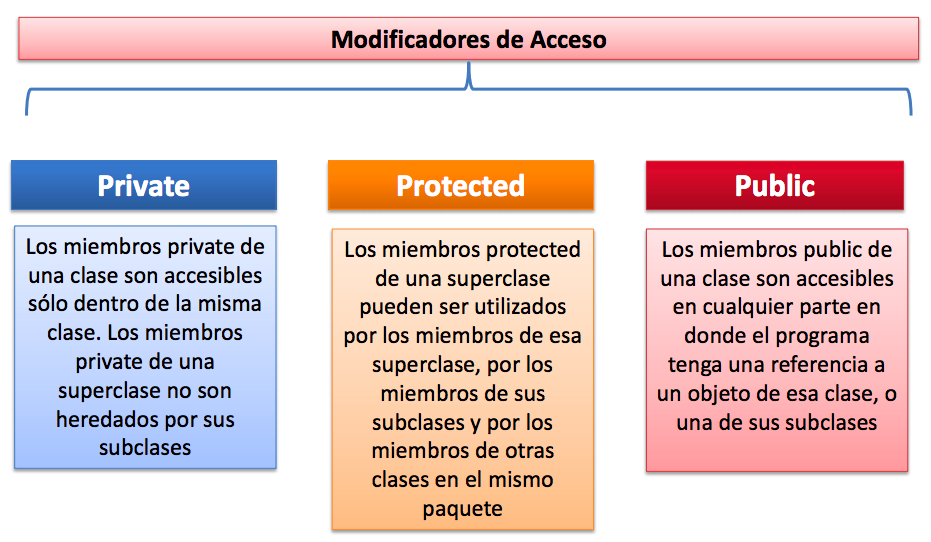 Modificadores de Acceso
Private
Los miembros private de
una clase son accesibles
sólo dentro de la misma
clase. Los miembros
private de una
superclase no son
heredados por sus
subclases
Protected
Los miembros protected
de una superclase
pueden ser utilizados
por los miembros de esa
superclase, por los
miembros de sus
subclases y por los
miembros de otras
clases en el mismo
paquete
Public
Los miembros public de
una clase son accesibles
en cualquier parte en
donde el programa
tenga una referencia a
un objeto de esa clase, o
una de sus subclases